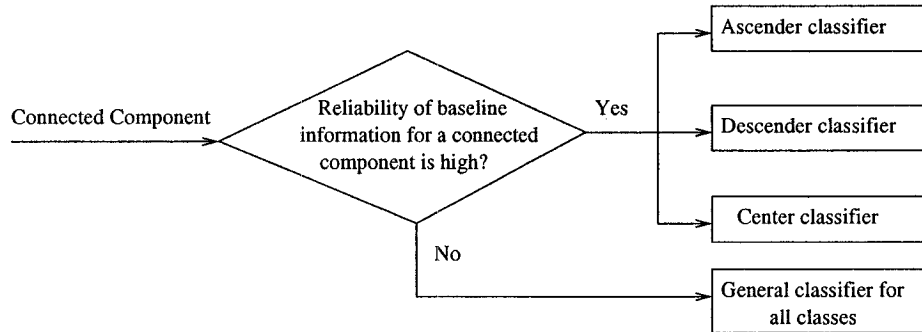 Connected Component
Reliability of baseline
information for a connected
component is high?
Yes
No
Ascender classifier
Descender classifier
Center classifier
General classifier for
all classes